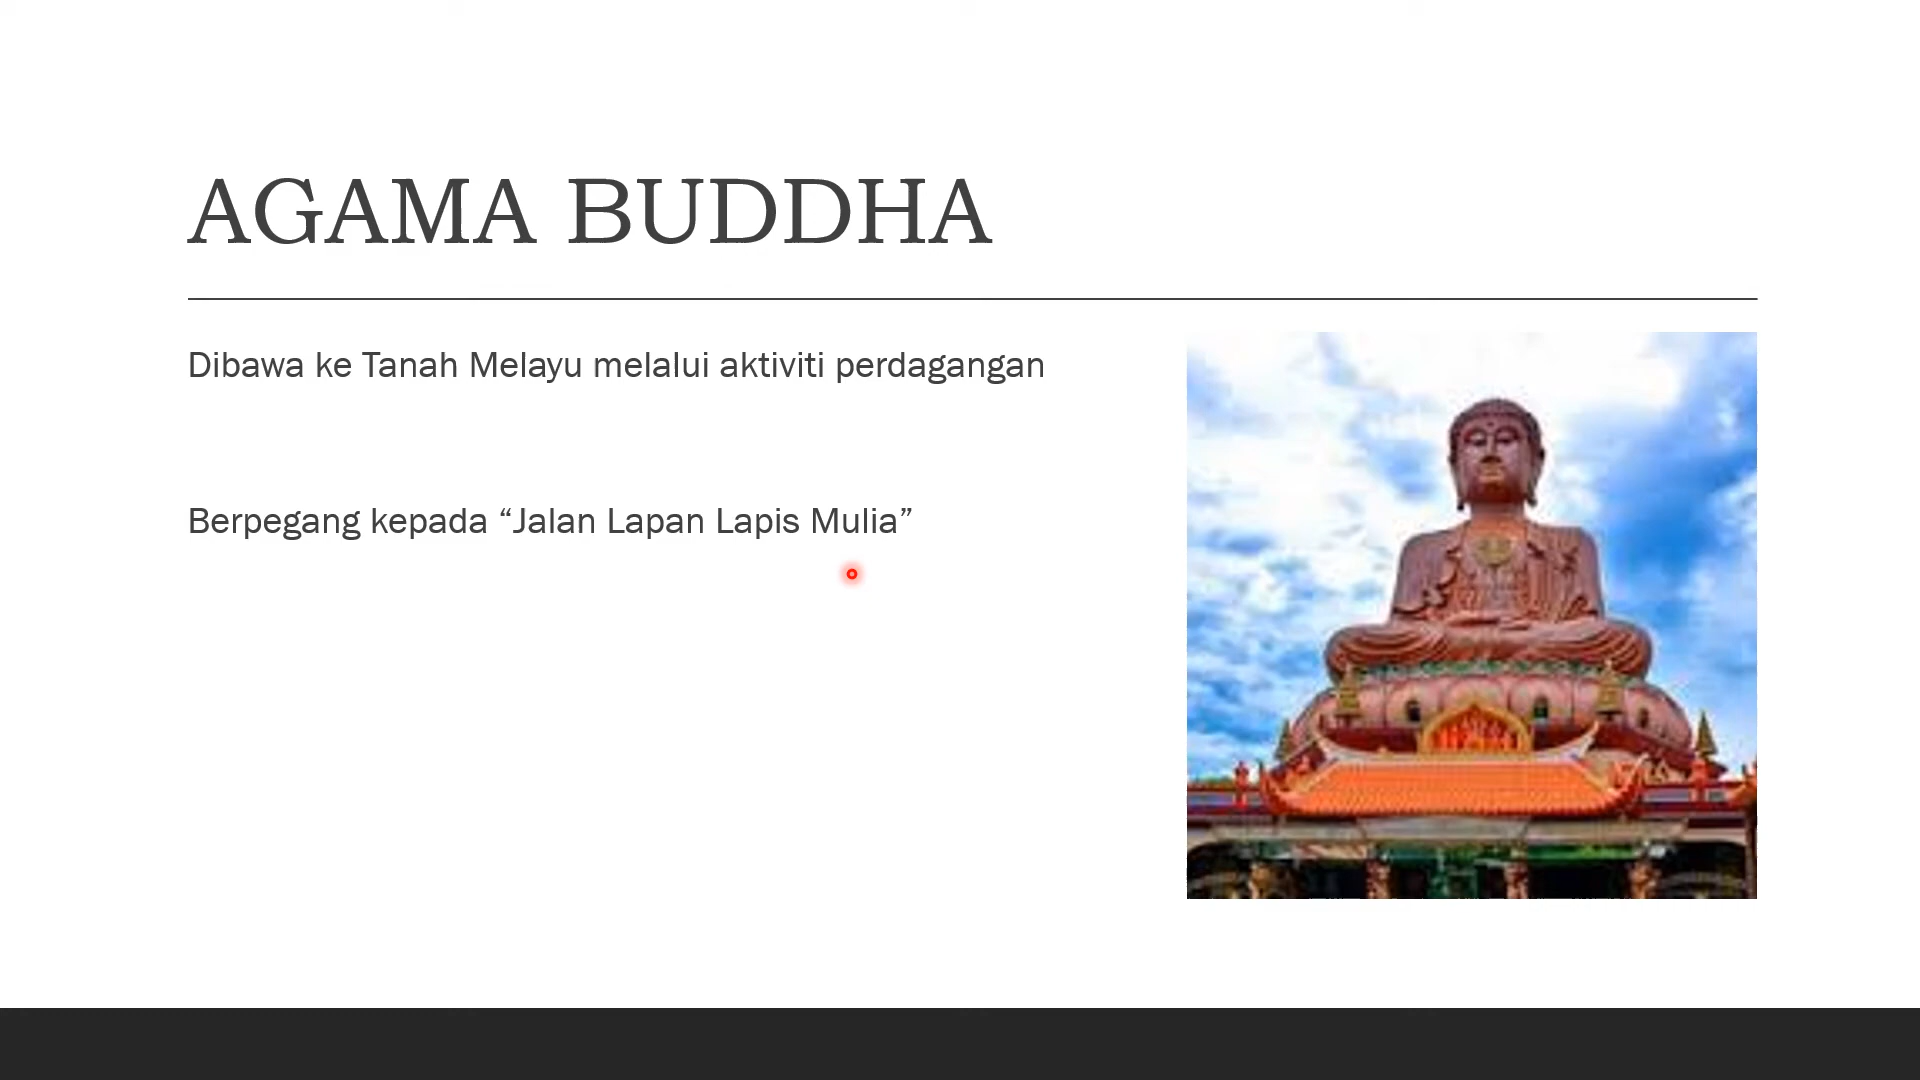 AGAMA BUDDHA
Dibawa ke Tanah Melayu melalui aktiviti perdagangan
Berpegang kepada “Jalan Lapan Lapis Mulia”